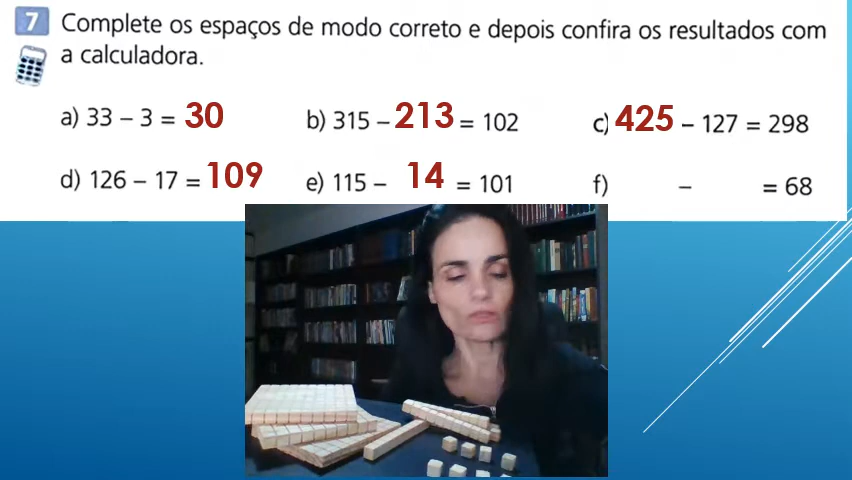 7 Complete os espaços de modo correto e depois confira os resultados com
a calculadora.
a) 33 – 3 = 30 b) 315 – 213 = 102 c) 425 – 127 = 298
d) 126 – 17 = 109 e) 115 – 14 = 101 f) – = 68